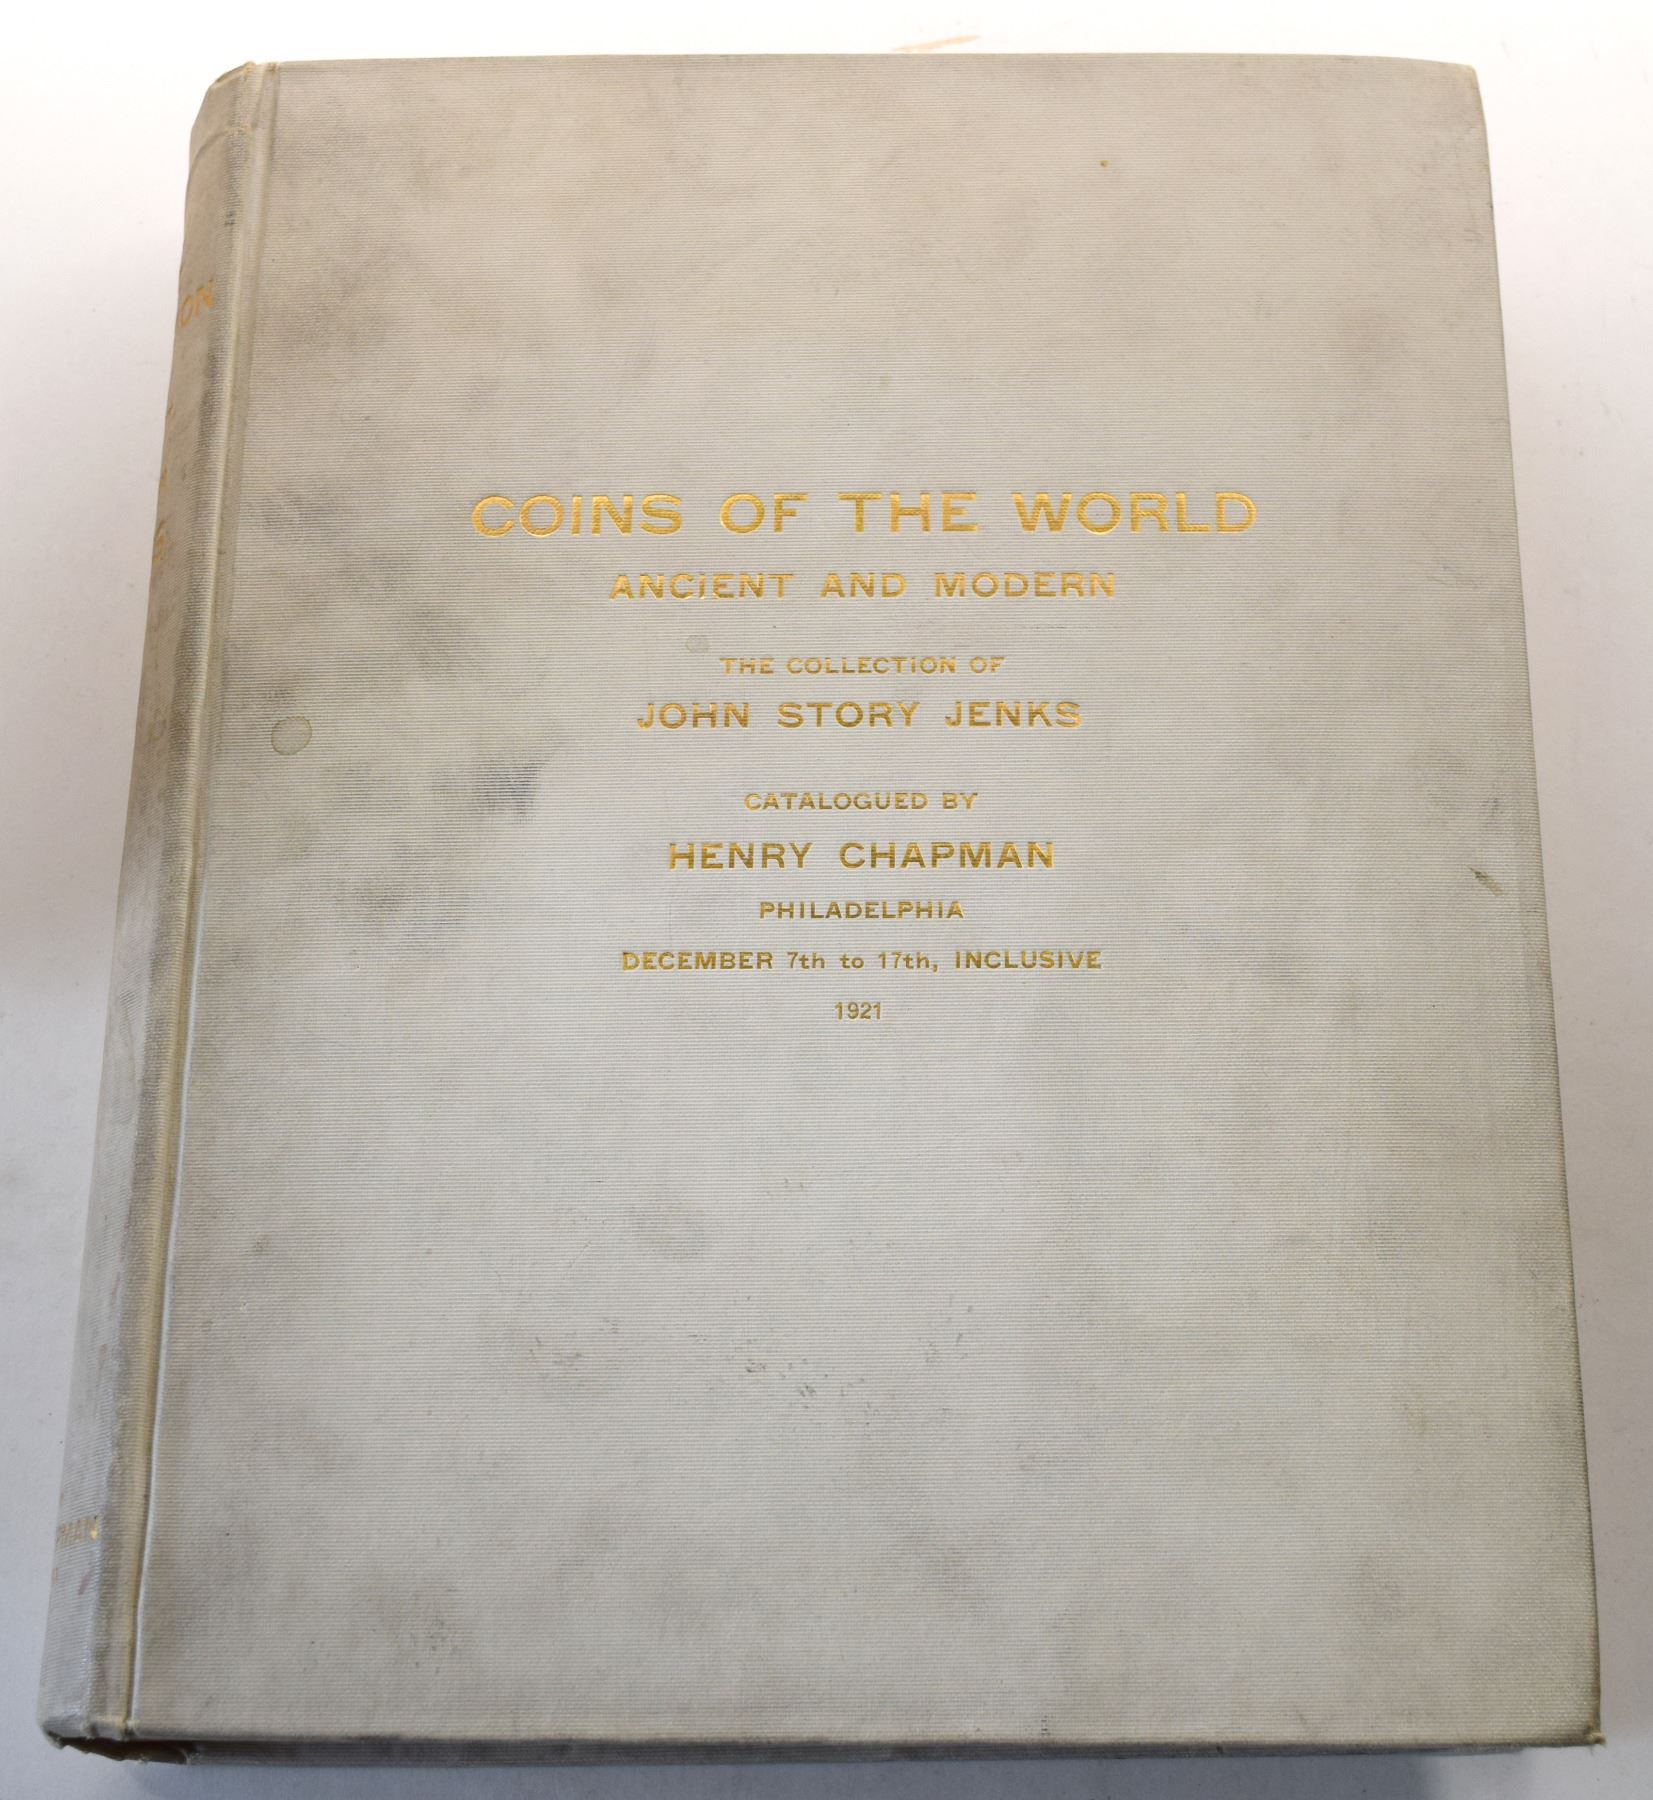 COINS OF THE WORLD
ANCIENT AND MODERN
THE COLLECTION OF
JOHN STORY JENKS
CATALOGUED BY
HENRY CHAPMAN
PHILADELPHIA
DECEMBER 7th to 17th, INCLUSIVE
1921